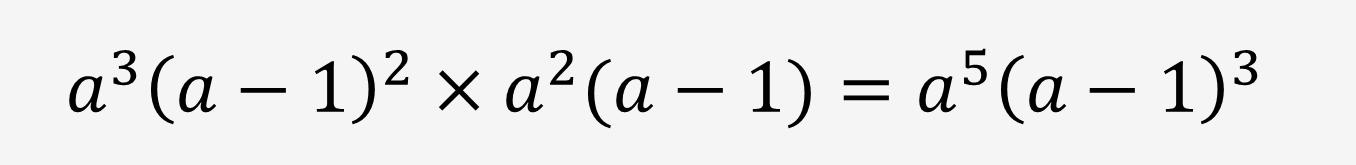 a³(a − 1)² × a²(a − 1) = a⁵(a − 1)³